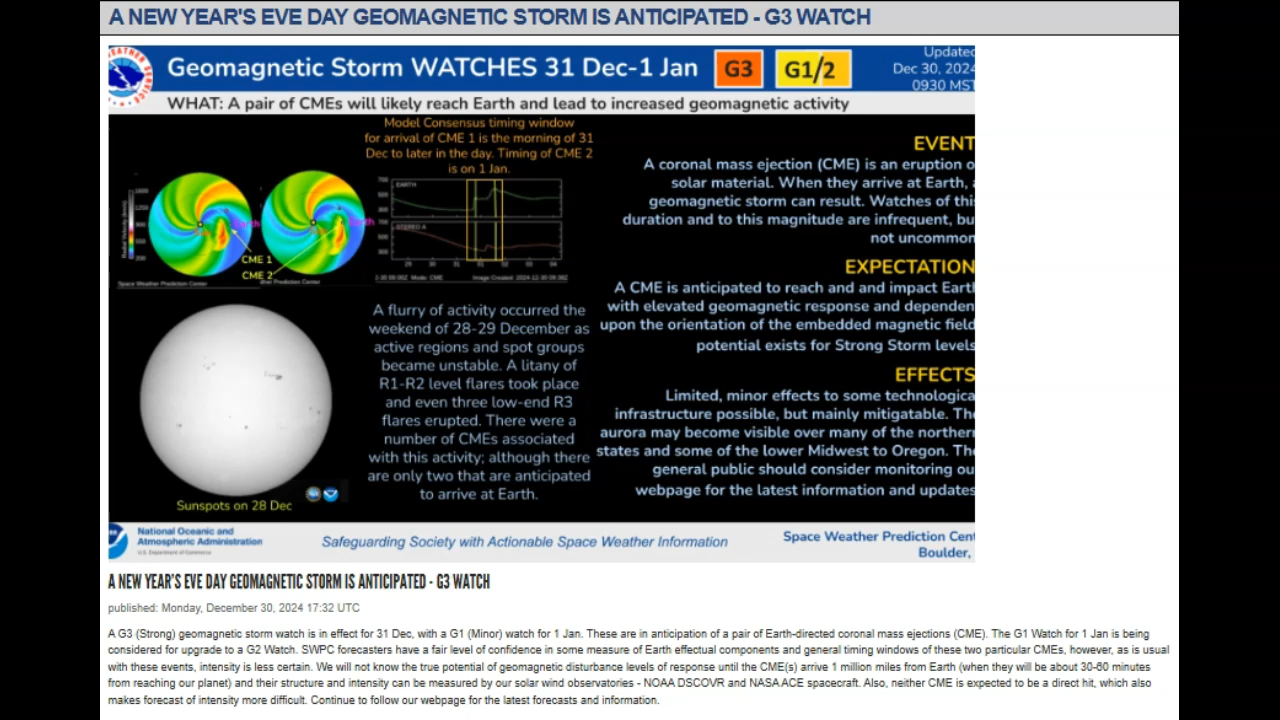 A NEW YEAR'S EVE DAY GEOMAGNETIC STORM IS ANTICIPATED - G3 WATCH
Geomagnetic Storm WATCHES 31 Dec-1 Jan
G3
G1/2
Updated
Dec 30, 2024
0930 MST
WHAT: A pair of CMEs will likely reach Earth and lead to increased geomagnetic activity
Model Consensus timing window
for arrival of CME 1 is the morning of 31
Dec to later in the day. Timing of CME 2
is on 1 Jan.
EARTH
STEREO A
CME 1
CME 2
Space Weather Prediction Center
Mode: CME
A flurry of activity occurred the
weekend of 28-29 December as
active regions and spot groups
became unstable. A litany of
R1-R2 level flares took place
and even three low-end R3
flares erupted. There were a
number of CMEs associated
with this activity; although there
are only two that are anticipated
to arrive at Earth.
Sunspots on 28 Dec
EVENT
A coronal mass ejection (CME) is an eruption o
solar material. When they arrive at Earth, a
geomagnetic storm can result. Watches of this
duration and to this magnitude are infrequent, bu
not uncommon
EXPECTATION
A CME is anticipated to reach and and impact Eart
with elevated geomagnetic response and dependen
upon the orientation of the embedded magnetic field
potential exists for Strong Storm levels
EFFECTS
Limited, minor effects to some technologica
infrastructure possible, but mainly mitigatable. The
aurora may become visible over many of the northern
states and some of the lower Midwest to Oregon. The
general public should consider monitoring ou
webpage for the latest information and updates
National Oceanic and
Atmospheric Administration
U.S. Department of Commerce
Safeguarding Society with Actionable Space Weather Information
Space Weather Prediction Cent
Boulder,
A NEW YEAR'S EVE DAY GEOMAGNETIC STORM IS ANTICIPATED - G3 WATCH
published: Monday, December 30, 2024 17:32 UTC
A G3 (Strong) geomagnetic storm watch is in effect for 31 Dec, with a G1 (Minor) watch for 1 Jan. These are in anticipation of a pair of Earth-directed coronal mass ejections (CME). The G1 Watch for 1 Jan is being
considered for upgrade to a G2 Watch. SWPC forecasters have a fair level of confidence in some measure of Earth effectual components and general timing windows of these two particular CMEs, however, as is usual
with these events, intensity is less certain. We will not know the true potential of geomagnetic disturbance levels of response until the CME(s) arrive 1 million miles from Earth (when they will be about 30-60 minutes
from reaching our planet) and their structure and intensity can be measured by our solar wind observatories - NOAA DSCOVR and NASA ACE spacecraft. Also, neither CME is expected to be a direct hit, which also
makes forecast of intensity more difficult. Continue to follow our webpage for the latest forecasts and information.